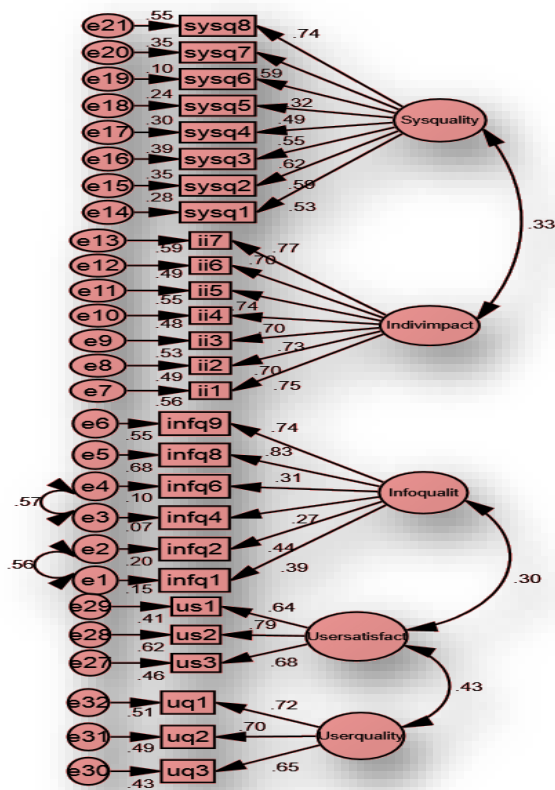 .55
e21 sysq8
.74
.35
e20 sysq7
.10
e19 sysq6 .59
.24
e18 sysq5 .32
.30
e17 sysq4 .49
Sysquality
.39
e16 sysq3 .55
.35
e15 sysq2 .62
.28
e14 sysq1 .59
.53
.33
e13 ii7 .77
.59
e12 ii6 .70
.49
e11 ii5
.55
e10 ii4 .74
.48
Indivimpact
e9 ii3 .70
.53
e8 ii2 .73
.49
e7 ii1 .70
.56
.75
e6 infq9 .74
.55
e5 infq8 .83
.68
e4 infq6 .31
.10
Infoqualit
.57
e3 infq4 .27
.07
e2 infq2 .44
.20
.56
e1 infq1 .39
.15
.30
e29 us1 .64
.41
e28 us2 .79
.62
Usersatisfact
e27 us3 .68
.46
.43
e32 uq1 .72
.51
e31 uq2 .70
.49
Userquality
e30 uq3 .65
.43